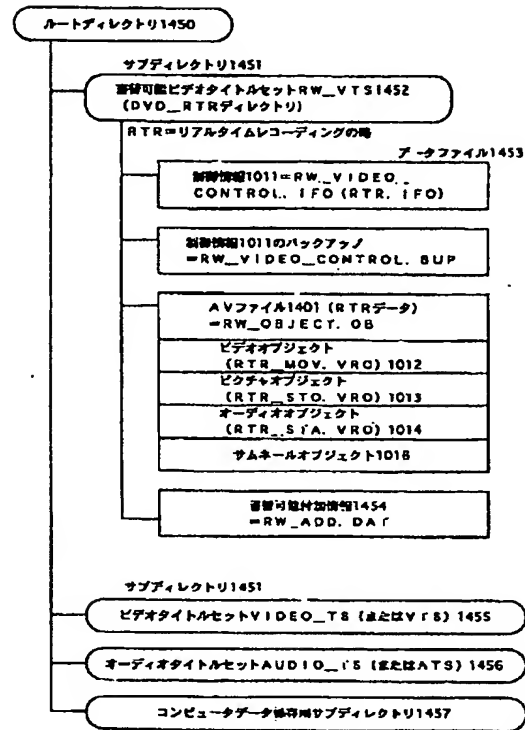 ルートディレクトリ1450
サブディレクトリ1451
書替可能ビデオタイトルセットRW_VTS1452
(DVD_RTRディレクトリ)
RTR=リアルタイムレコーディングの略
データファイル1453
制御情報1011=RW_VIDEO_
CONTROL. IFO (RTR. IFO)
制御情報1011のバックアップ
=RW_VIDEO_CONTROL. BUP
AVファイル1401 (RTRデータ)
=RW_OBJECT. OB
ビデオオブジェクト
(RTR_MOV. VRO) 1012
ピクチャオブジェクト
(RTR_STO. VRO) 1013
オーディオオブジェクト
(RTR_STA. VRO) 1014
サムネールオブジェクト1016
書替可能付加情報1454
=RW_ADD. DAT
サブディレクトリ1451
ビデオタイトルセットVIDEO_TS (またはVTS) 1455
オーディオタイトルセットAUDIO_TS (またはATS) 1456
コンピュータデータ保存用サブディレクトリ1457